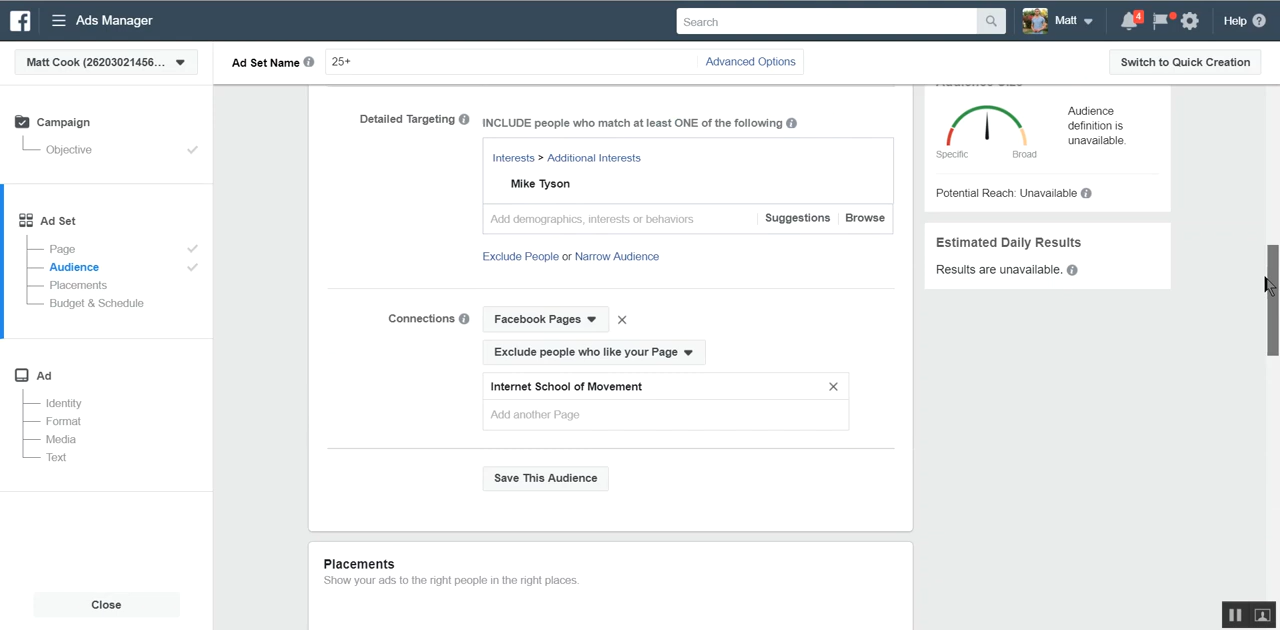 Ads Manager
Search
Matt
4
Help
Matt Cook (26203021456...
Ad Set Name
25+
Advanced Options
Switch to Quick Creation
Campaign
Objective
Ad Set
Page
Audience
Placements
Budget & Schedule
Ad
Identity
Format
Media
Text
Close
Detailed Targeting
INCLUDE people who match at least ONE of the following
Interests > Additional Interests
Mike Tyson
Add demographics, interests or behaviors
Suggestions
Browse
Exclude People or Narrow Audience
Connections
Facebook Pages
Exclude people who like your Page
Internet School of Movement
Add another Page
Save This Audience
Placements
Show your ads to the right people in the right places.
Audience Size
Specific
Broad
Audience
definition is
unavailable.
Potential Reach: Unavailable
Estimated Daily Results
Results are unavailable.